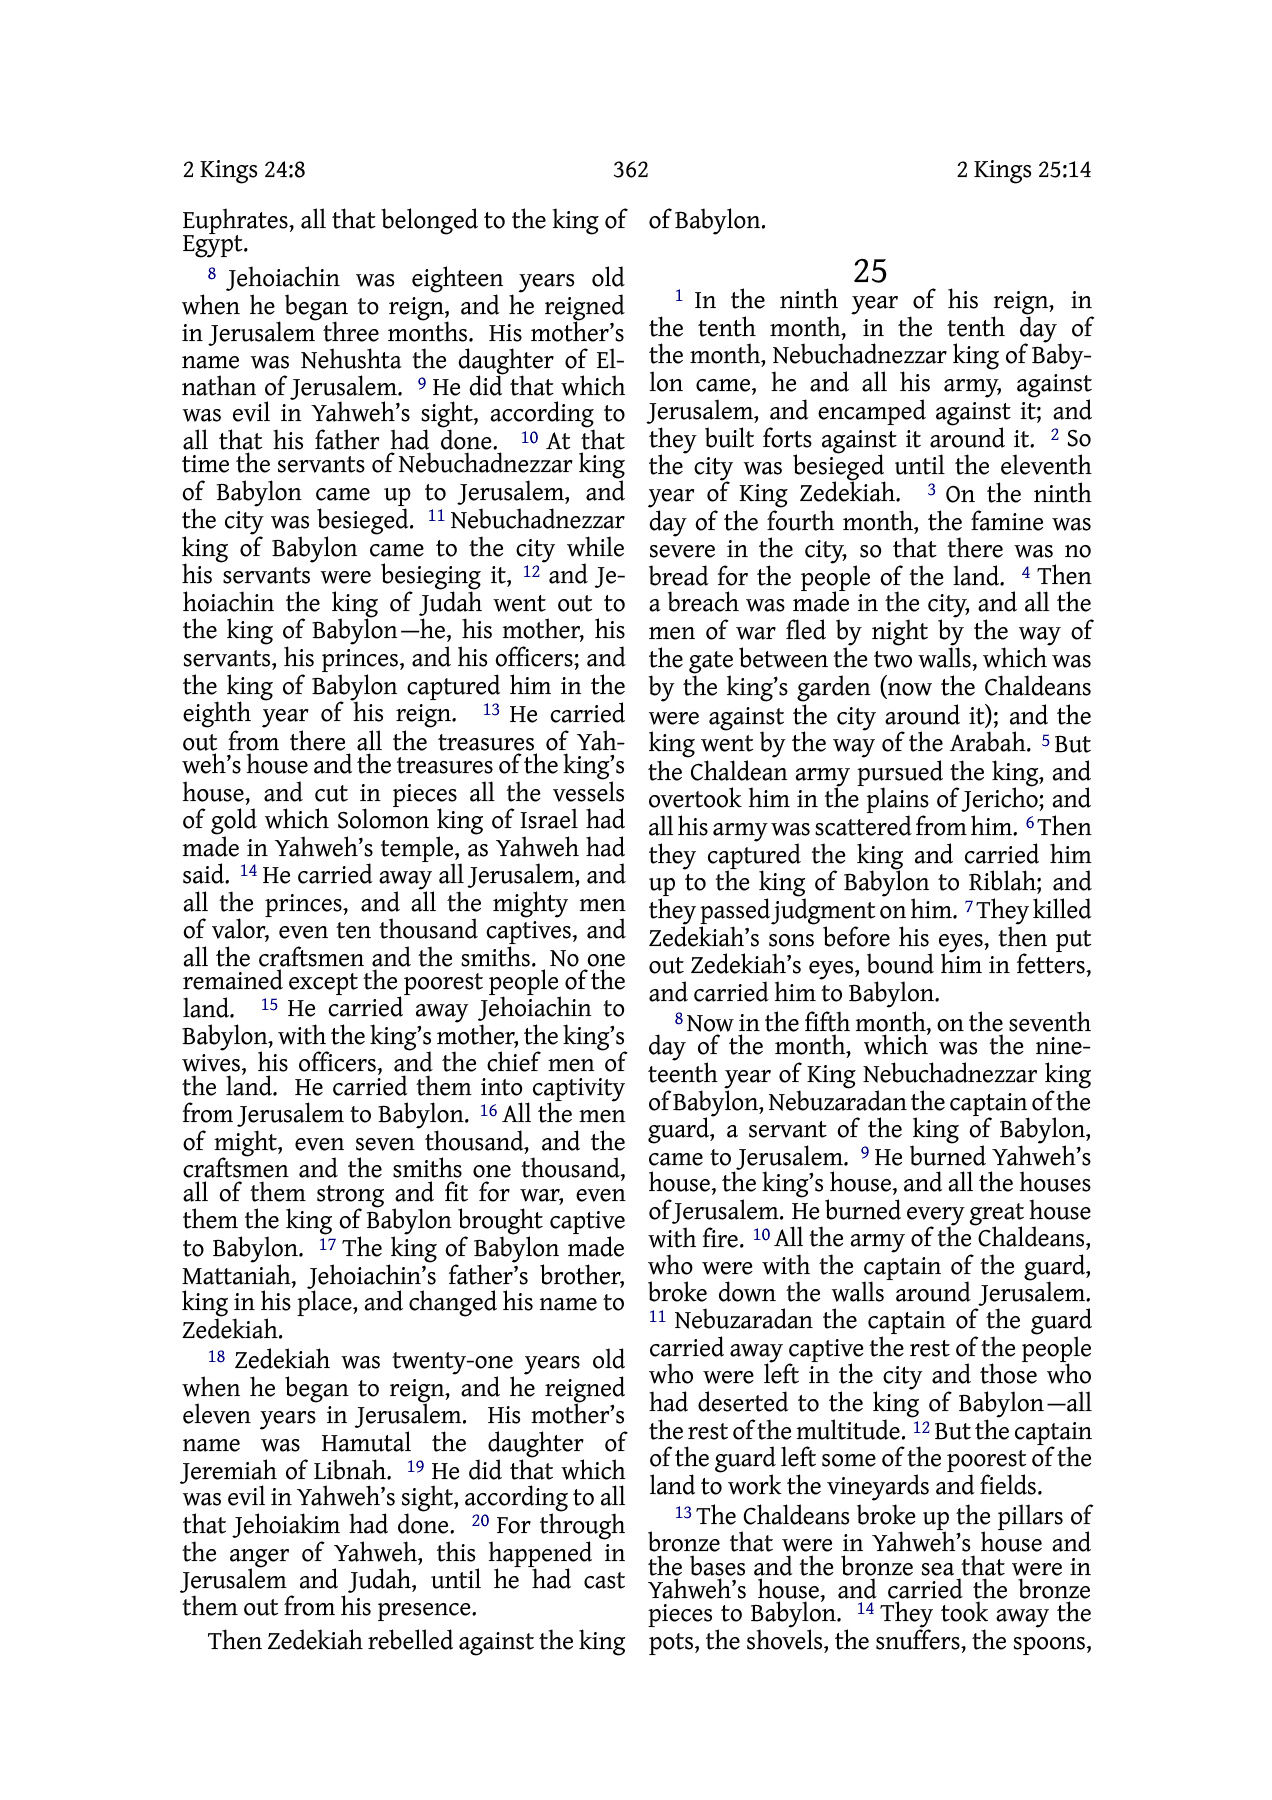 2 Kings 24:8 362 2 Kings 25:14
Euphrates, all that belonged to the king of
Egypt.
8 Jehoiachin was eighteen years old
when he began to reign, and he reigned
in Jerusalem three months. His mother’s
name was Nehushta the daughter of El-
nathan of Jerusalem. 9 He did that which
was evil in Yahweh’s sight, according to
all that his father had done. 10 At that
time the servants of Nebuchadnezzar king
of Babylon came up to Jerusalem, and
the city was besieged. 11 Nebuchadnezzar
king of Babylon came to the city while
his servants were besieging it, 12 and Je-
hoiachin the king of Judah went out to
the king of Babylon—he, his mother, his
servants, his princes, and his officers; and
the king of Babylon captured him in the
eighth year of his reign. 13 He carried
out from there all the treasures of Yah-
weh’s house and the treasures of the king’s
house, and cut in pieces all the vessels
of gold which Solomon king of Israel had
made in Yahweh’s temple, as Yahweh had
said. 14 He carried away all Jerusalem, and
all the princes, and all the mighty men
of valor, even ten thousand captives, and
all the craftsmen and the smiths. No one
remained except the poorest people of the
land. 15 He carried away Jehoiachin to
Babylon, with the king’s mother, the king’s
wives, his officers, and the chief men of
the land. He carried them into captivity
from Jerusalem to Babylon. 16 All the men
of might, even seven thousand, and the
craftsmen and the smiths one thousand,
all of them strong and fit for war, even
them the king of Babylon brought captive
to Babylon. 17 The king of Babylon made
Mattaniah, Jehoiachin’s father’s brother,
king in his place, and changed his name to
Zedekiah.
18 Zedekiah was twenty-one years old
when he began to reign, and he reigned
eleven years in Jerusalem. His mother’s
name was Hamutal the daughter of
Jeremiah of Libnah. 19 He did that which
was evil in Yahweh’s sight, according to all
that Jehoiakim had done. 20 For through
the anger of Yahweh, this happened in
Jerusalem and Judah, until he had cast
them out from his presence.
Then Zedekiah rebelled against the king
of Babylon.
25
1 In the ninth year of his reign, in
the tenth month, in the tenth day of
the month, Nebuchadnezzar king of Baby-
lon came, he and all his army, against
Jerusalem, and encamped against it; and
they built forts against it around it. 2 So
the city was besieged until the eleventh
year of King Zedekiah. 3 On the ninth
day of the fourth month, the famine was
severe in the city, so that there was no
bread for the people of the land. 4 Then
a breach was made in the city, and all the
men of war fled by night by the way of
the gate between the two walls, which was
by the king’s garden (now the Chaldeans
were against the city around it); and the
king went by the way of the Arabah. 5 But
the Chaldean army pursued the king, and
overtook him in the plains of Jericho; and
all his army was scattered from him. 6 Then
they captured the king and carried him
up to the king of Babylon to Riblah; and
they passed judgment on him. 7 They killed
Zedekiah’s sons before his eyes, then put
out Zedekiah’s eyes, bound him in fetters,
and carried him to Babylon.
8 Now in the fifth month, on the seventh
day of the month, which was the nine-
teenth year of King Nebuchadnezzar king
of Babylon, Nebuzaradan the captain of the
guard, a servant of the king of Babylon,
came to Jerusalem. 9 He burned Yahweh’s
house, the king’s house, and all the houses
of Jerusalem. He burned every great house
with fire. 10 All the army of the Chaldeans,
who were with the captain of the guard,
broke down the walls around Jerusalem.
11 Nebuzaradan the captain of the guard
carried away captive the rest of the people
who were left in the city and those who
had deserted to the king of Babylon—all
the rest of the multitude. 12 But the captain
of the guard left some of the poorest of the
land to work the vineyards and fields.
13 The Chaldeans broke up the pillars of
bronze that were in Yahweh’s house and
the bases and the bronze sea that were in
Yahweh’s house, and carried the bronze
pieces to Babylon. 14 They took away the
pots, the shovels, the snuffers, the spoons,